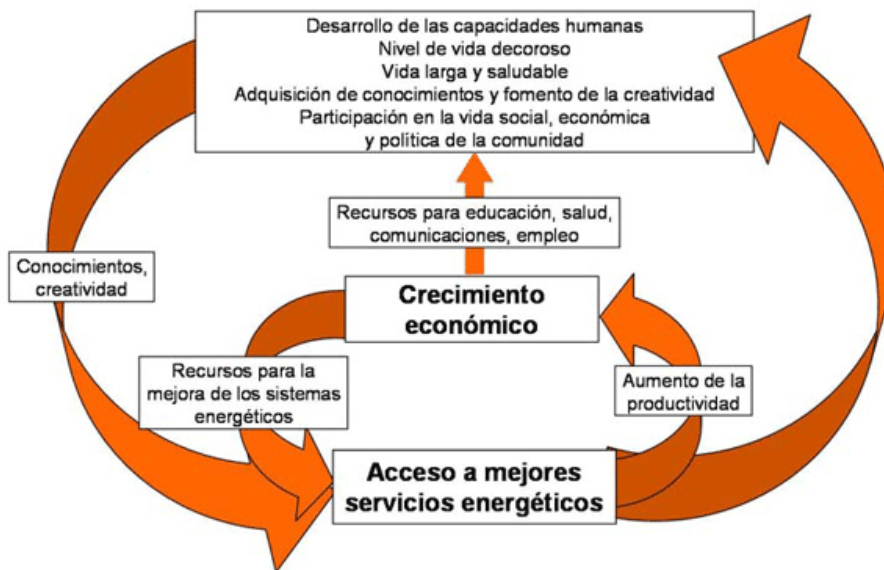 Desarrollo de las capacidades humanas
Nivel de vida decoroso
Vida larga y saludable
Adquisición de conocimientos y fomento de la creatividad
Participación en la vida social, económica
y política de la comunidad
Recursos para educación, salud,
comunicaciones, empleo
Conocimientos,
creatividad
Crecimiento
económico
Recursos para la
mejora de los sistemas
energéticos
Aumento de la
productividad
Acceso a mejores
servicios energéticos